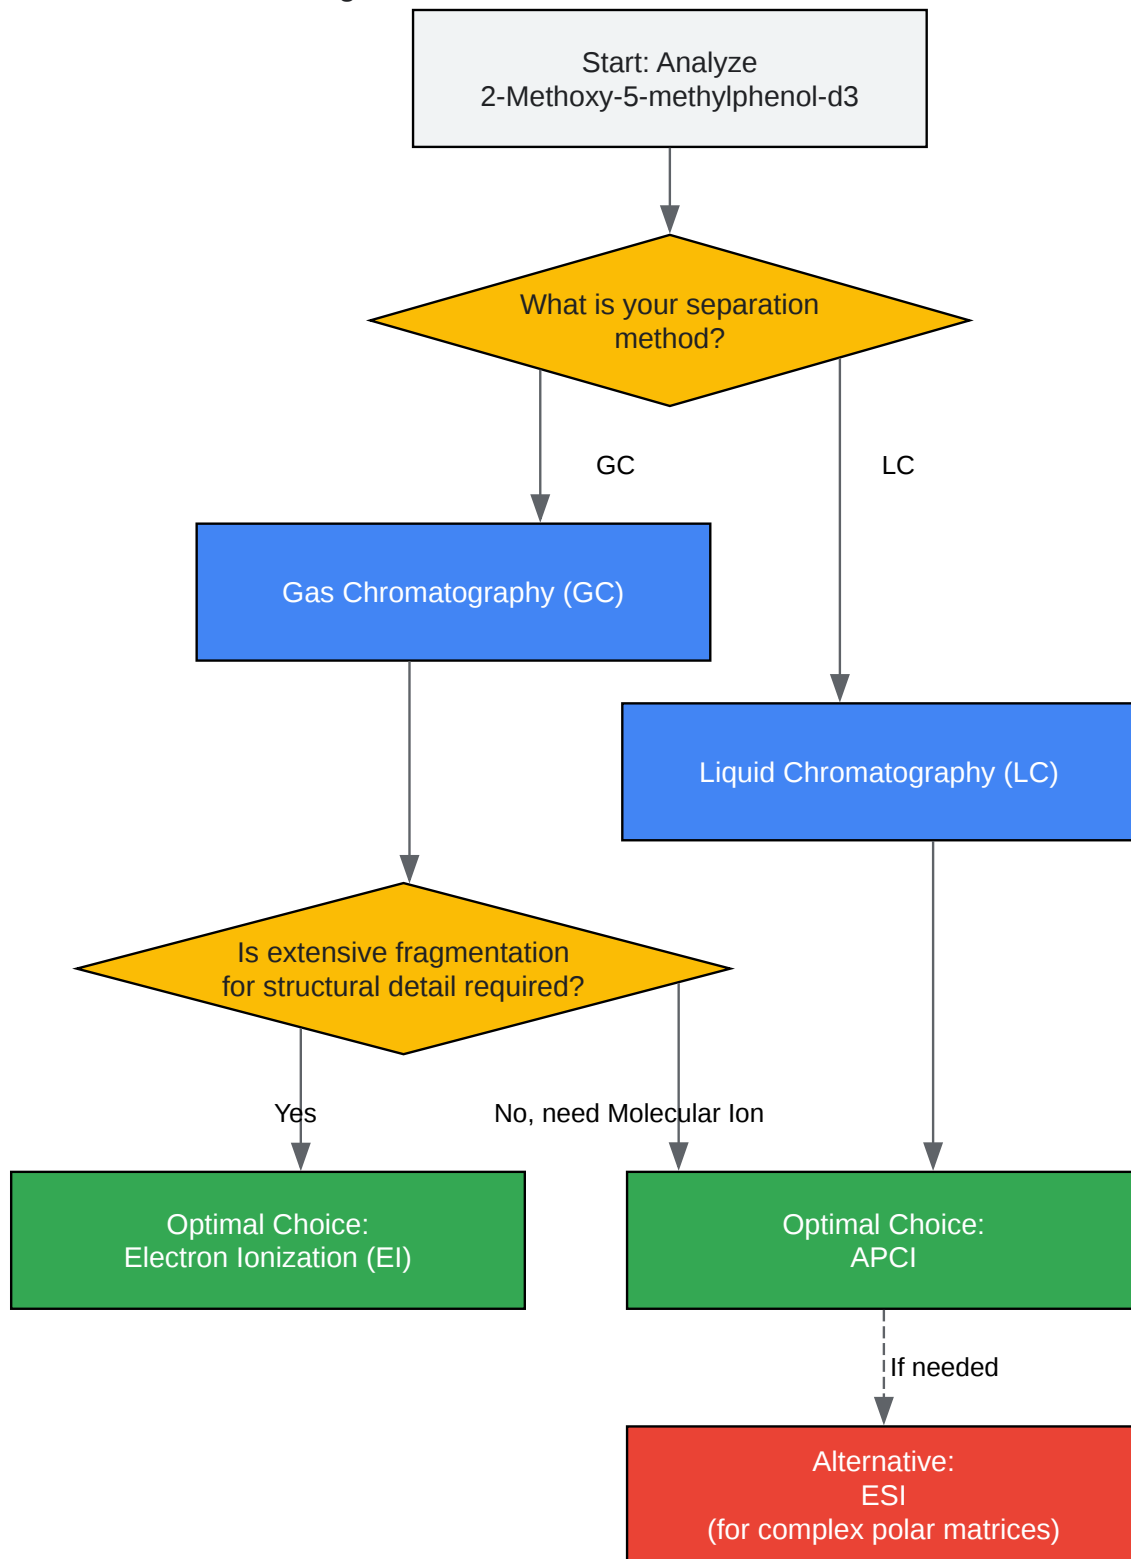 Start: Analyze
2-Methoxy-5-methylphenol-d3
What is your separation
method?
GC
LC
Gas Chromatography (GC)
Liquid Chromatography (LC)
Is extensive fragmentation
for structural detail required?
Yes
No, need Molecular Ion
Optimal Choice:
Electron Ionization (EI)
Optimal Choice:
APCI
If needed
Alternative:
ESI
(for complex polar matrices)